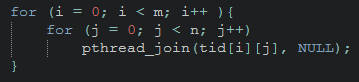 for (i = 0; i < m; i++ ){
    for (j = 0; j < n; j++)
        pthread_join(tid[i][j], NULL);
}